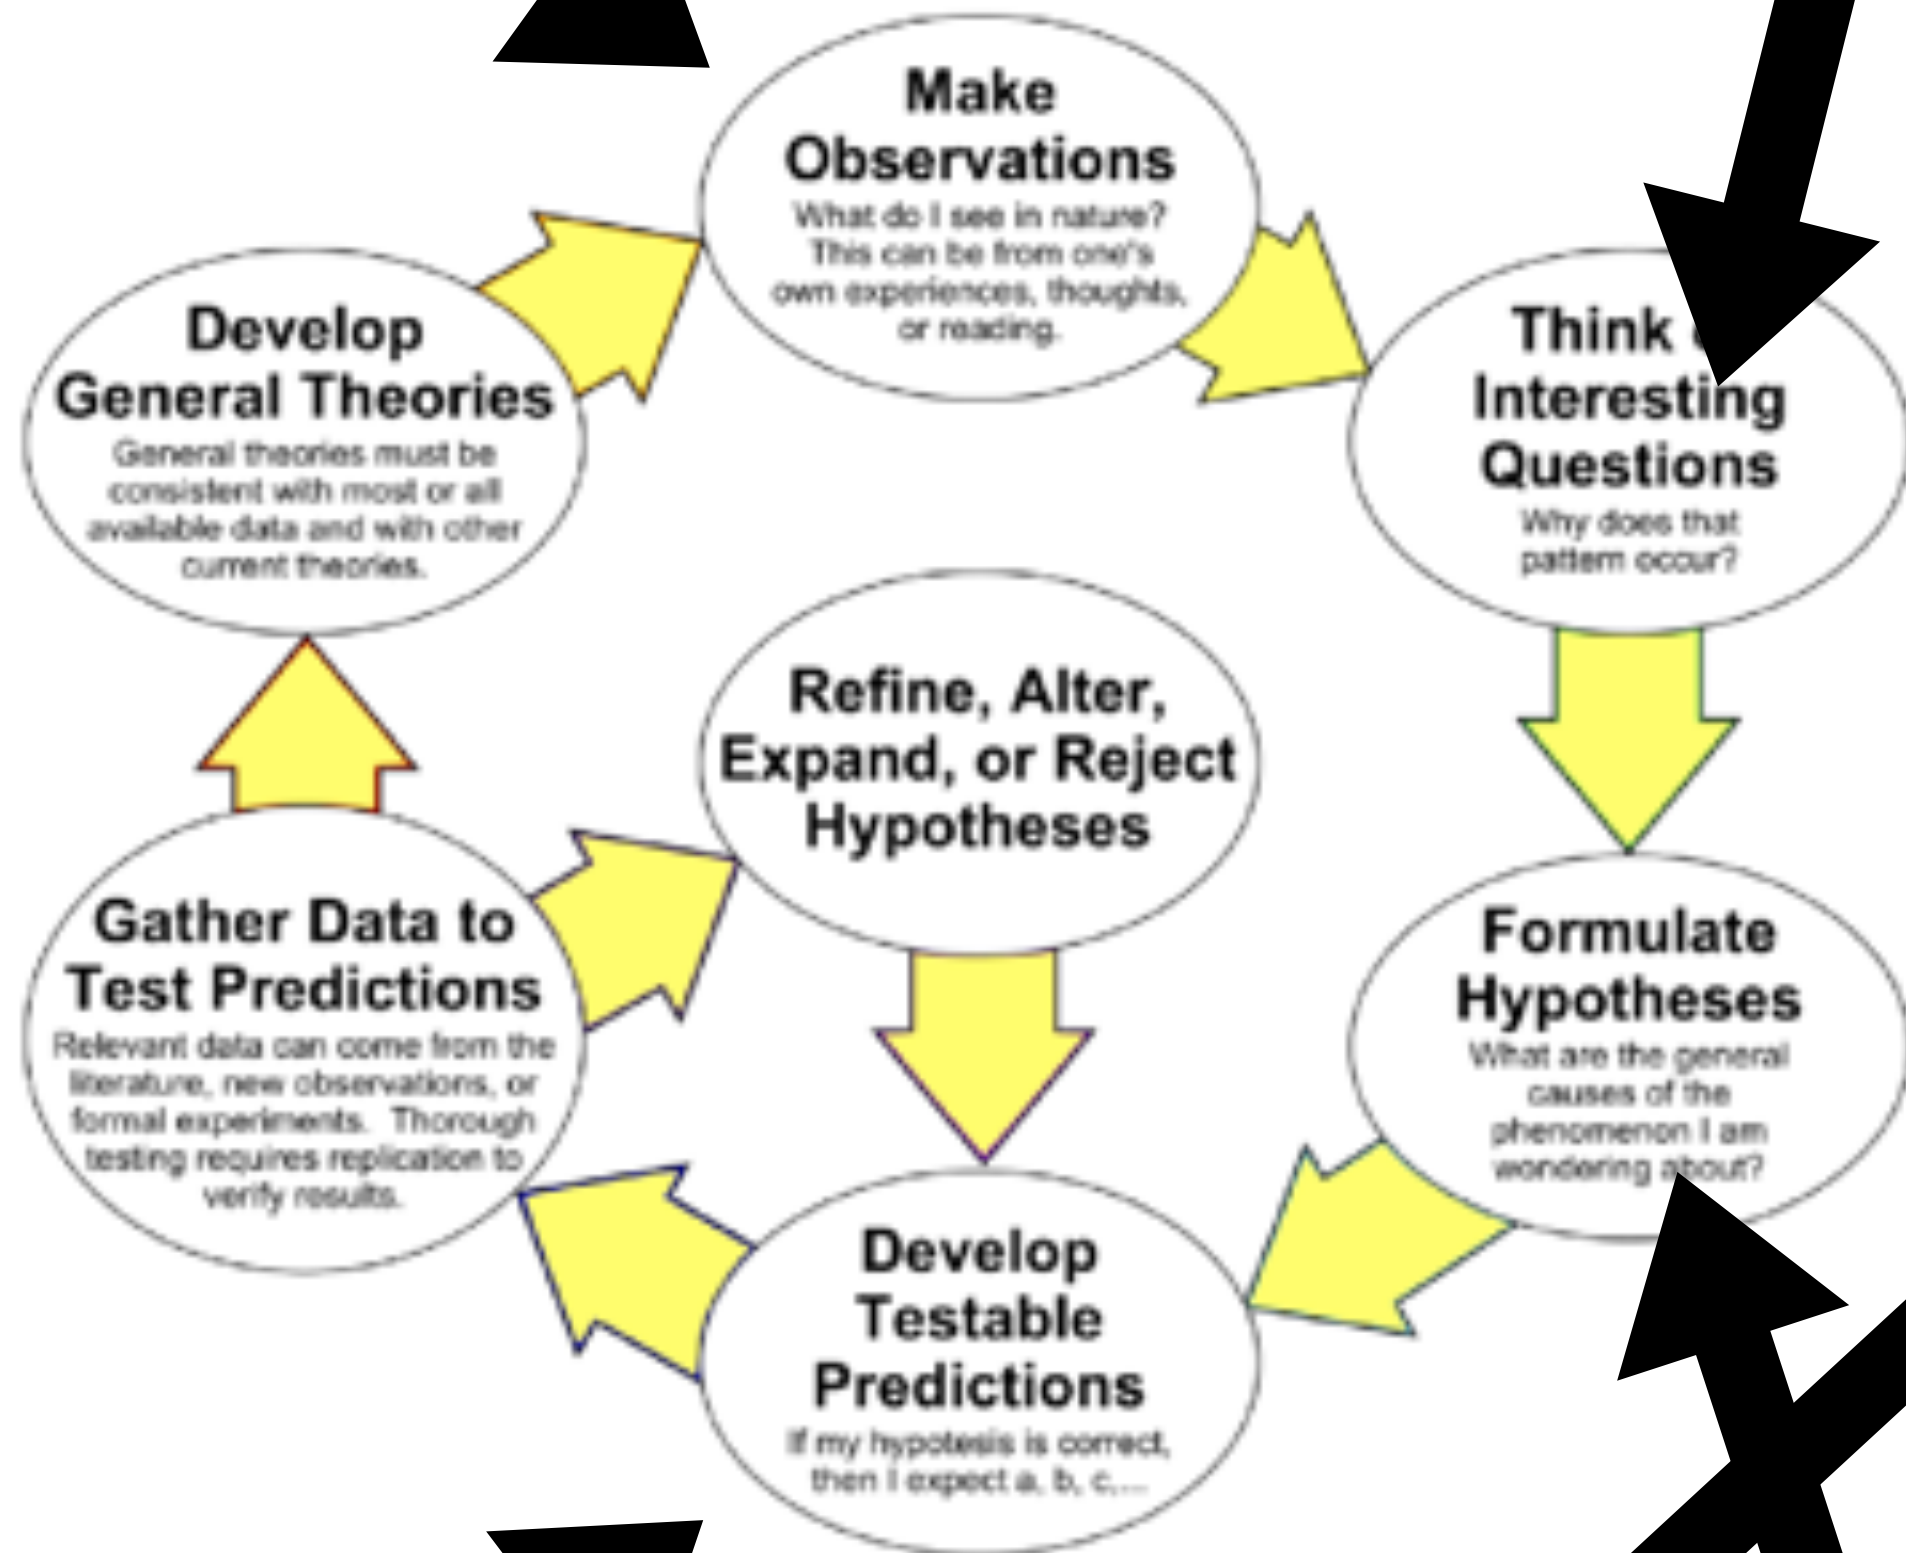 Make
Observations
What do I see in nature?
This can be from one's
own experiences, thoughts,
or reading.
Think
Interesting
Questions
Why does that
pattern occur?
Formulate
Hypotheses
What are the general
causes of the
phenomenon I am
wondering about?
Develop
Testable
Predictions
If my hypotesis is correct,
then I expect a, b, c,...
Gather Data to
Test Predictions
Relevant data can come from the
literature, new observations, or
formal experiments. Thorough
testing requires replication to
verify results.
Refine, Alter,
Expand, or Reject
Hypotheses
Develop
General Theories
General theories must be
consistent with most or all
available data and with other
current theories.